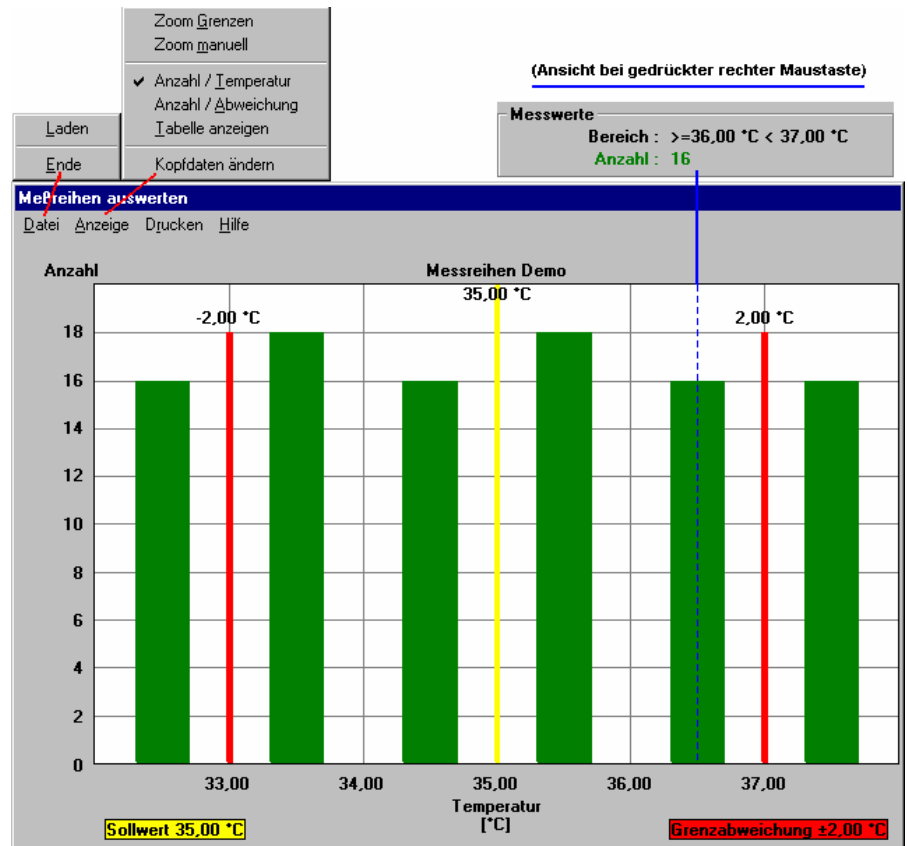 Zoom Grenzen
Zoom manuell
✔ Anzahl / Temperatur
Anzahl / Abweichung
Tabelle anzeigen
Kopfdaten ändern
Laden
Ende
(Ansicht bei gedrückter rechter Maustaste)
Messwerte
Bereich : >=36,00 °C < 37,00 °C
Anzahl : 16
Meßreihen auswerten
Datei Anzeige Drucken Hilfe
Anzahl
Messreihen Demo
35,00 °C
-2,00 °C
2,00 °C
18
16
14
12
10
8
6
4
2
0
33,00 34,00 35,00 36,00 37,00
Temperatur
[°C]
Sollwert 35,00 °C
Grenzabweichung ±2,00 °C